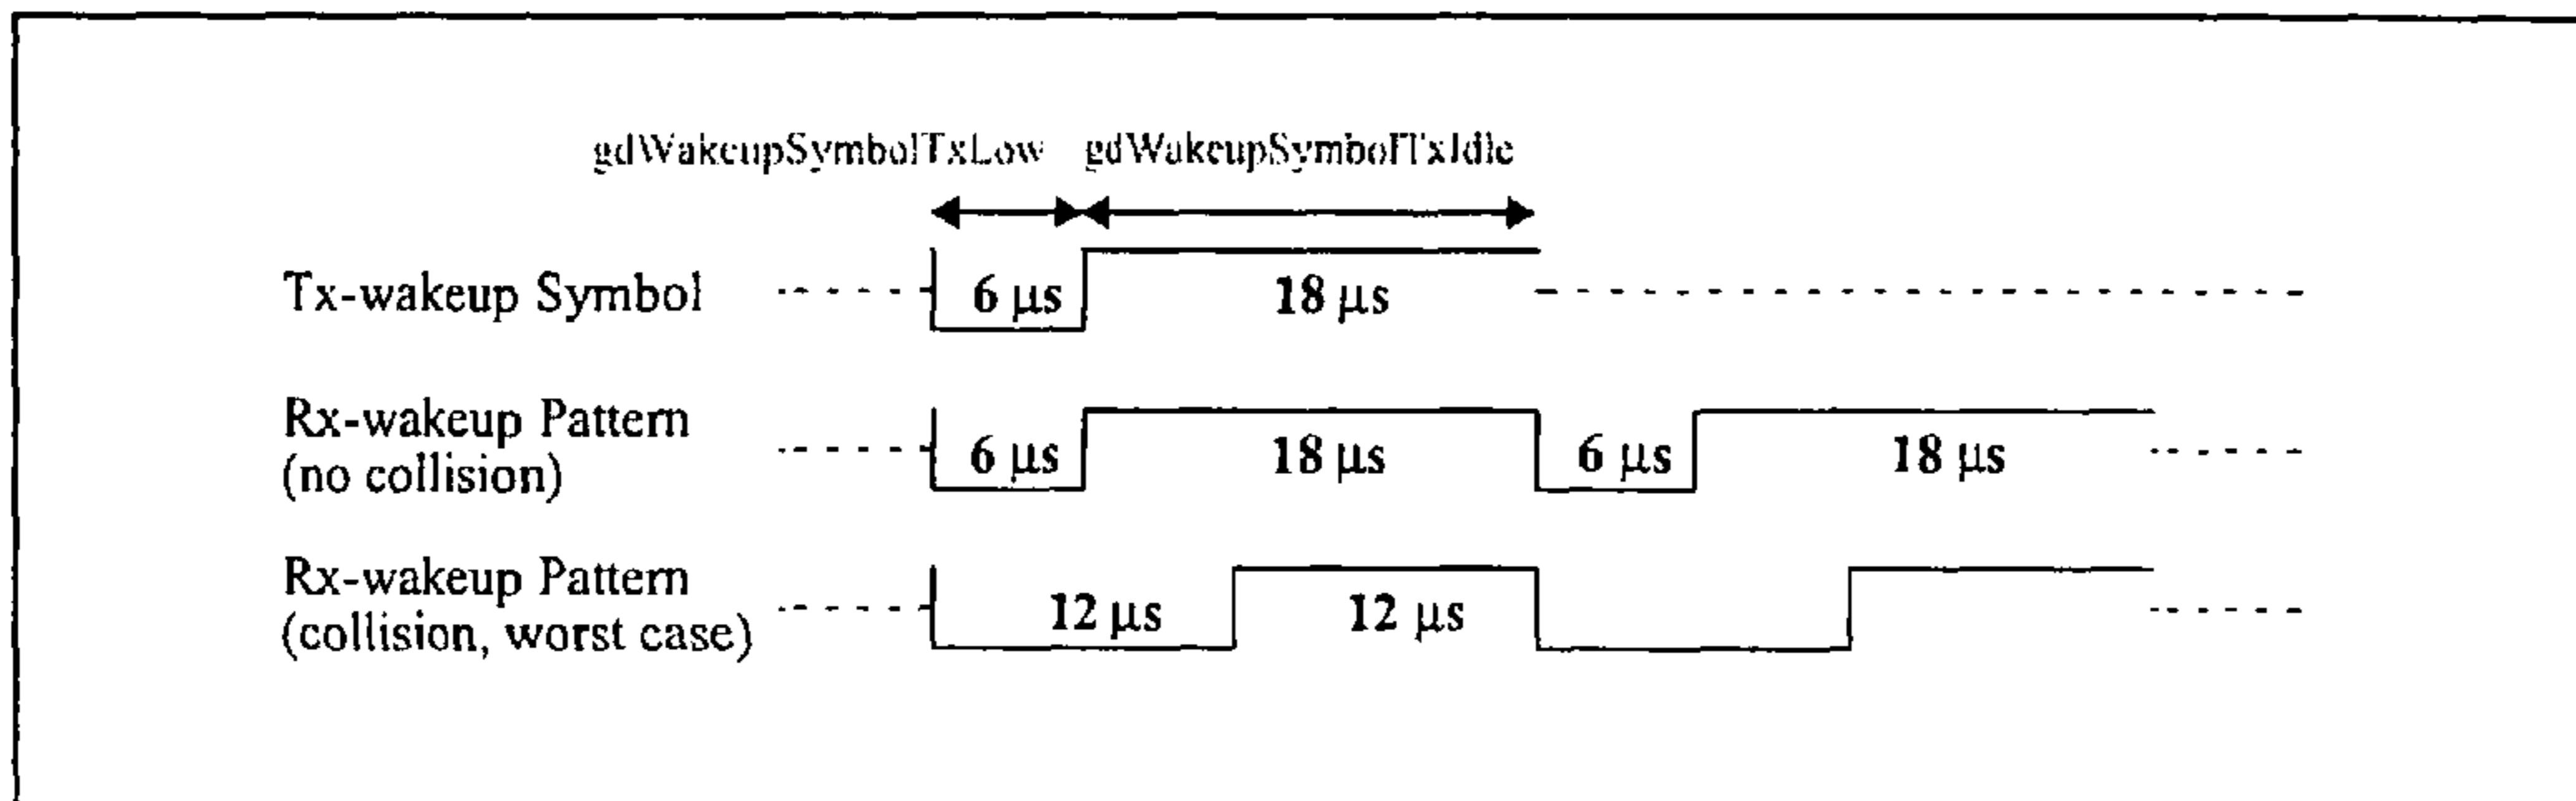 gdWakeupSymbolTxLow gdWakeupSymbolTxIdle
Tx-wakeup Symbol 6 µs 18 µs
Rx-wakeup Pattern
(no collision)
6 µs 18 µs 6 µs 18 µs
Rx-wakeup Pattern
(collision, worst case)
12 µs 12 µs